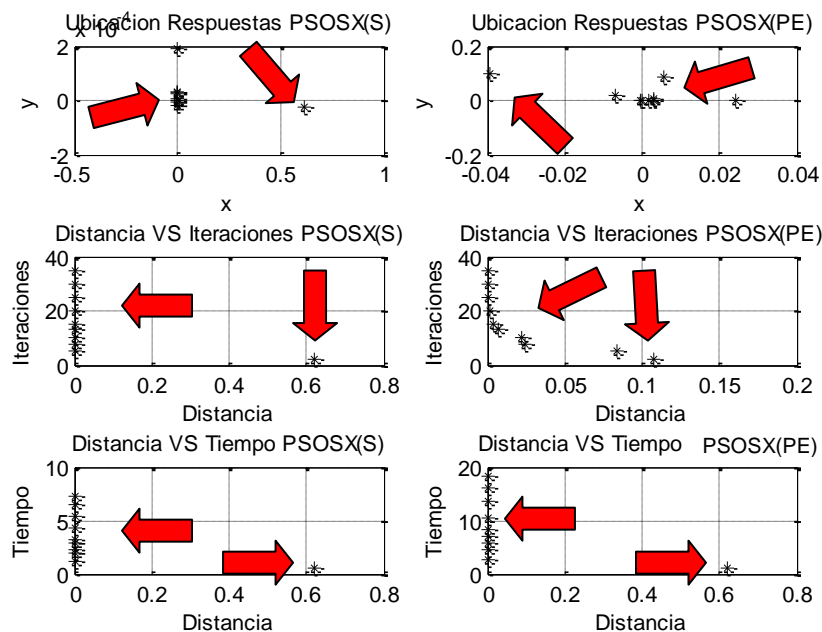 x 10-4
Ubicacion Respuestas PSOSX(S)
2
0
-2
y
-0.5
0
0.5
1
x
Ubicacion Respuestas PSOSX(PE)
0.2
0
-0.2
y
-0.04
-0.02
0
0.02
0.04
x
Distancia VS Iteraciones PSOSX(S)
40
20
0
Iteraciones
0
0.2
0.4
0.6
0.8
Distancia
Distancia VS Iteraciones PSOSX(PE)
40
20
0
Iteraciones
0
0.05
0.1
0.15
0.2
Distancia
Distancia VS Tiempo PSOSX(S)
10
5
0
Tiempo
0
0.2
0.4
0.6
0.8
Distancia
Distancia VS Tiempo PSOSX(PE)
20
10
0
Tiempo
0
0.2
0.4
0.6
0.8
Distancia